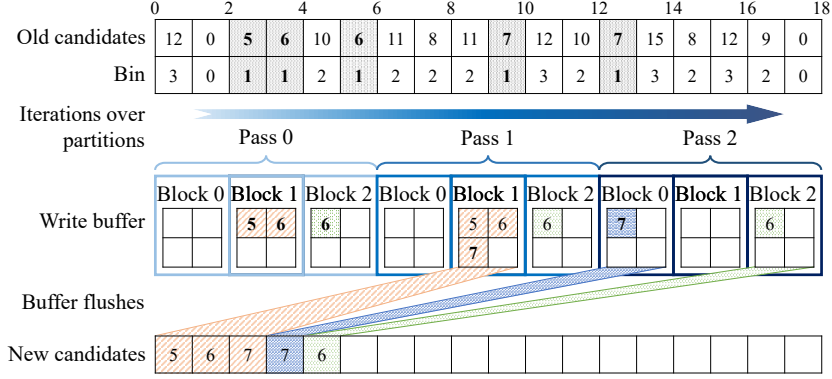 0 2 4 6 8 10 12 14 16 18
Old candidates 12 0 5 6 10 6 11 8 11 7 12 10 7 15 8 12 9 0
Bin 3 0 1 1 2 1 2 2 2 1 3 2 1 3 2 3 2 0
Iterations over
partitions
Pass 0 Pass 1 Pass 2
Block 0 Block 1 Block 2 Block 0 Block 1 Block 2 Block 0 Block 1 Block 2
Write buffer 5 6 6 5 6 6 7 6
7
Buffer flushes
New candidates 5 6 7 7 6